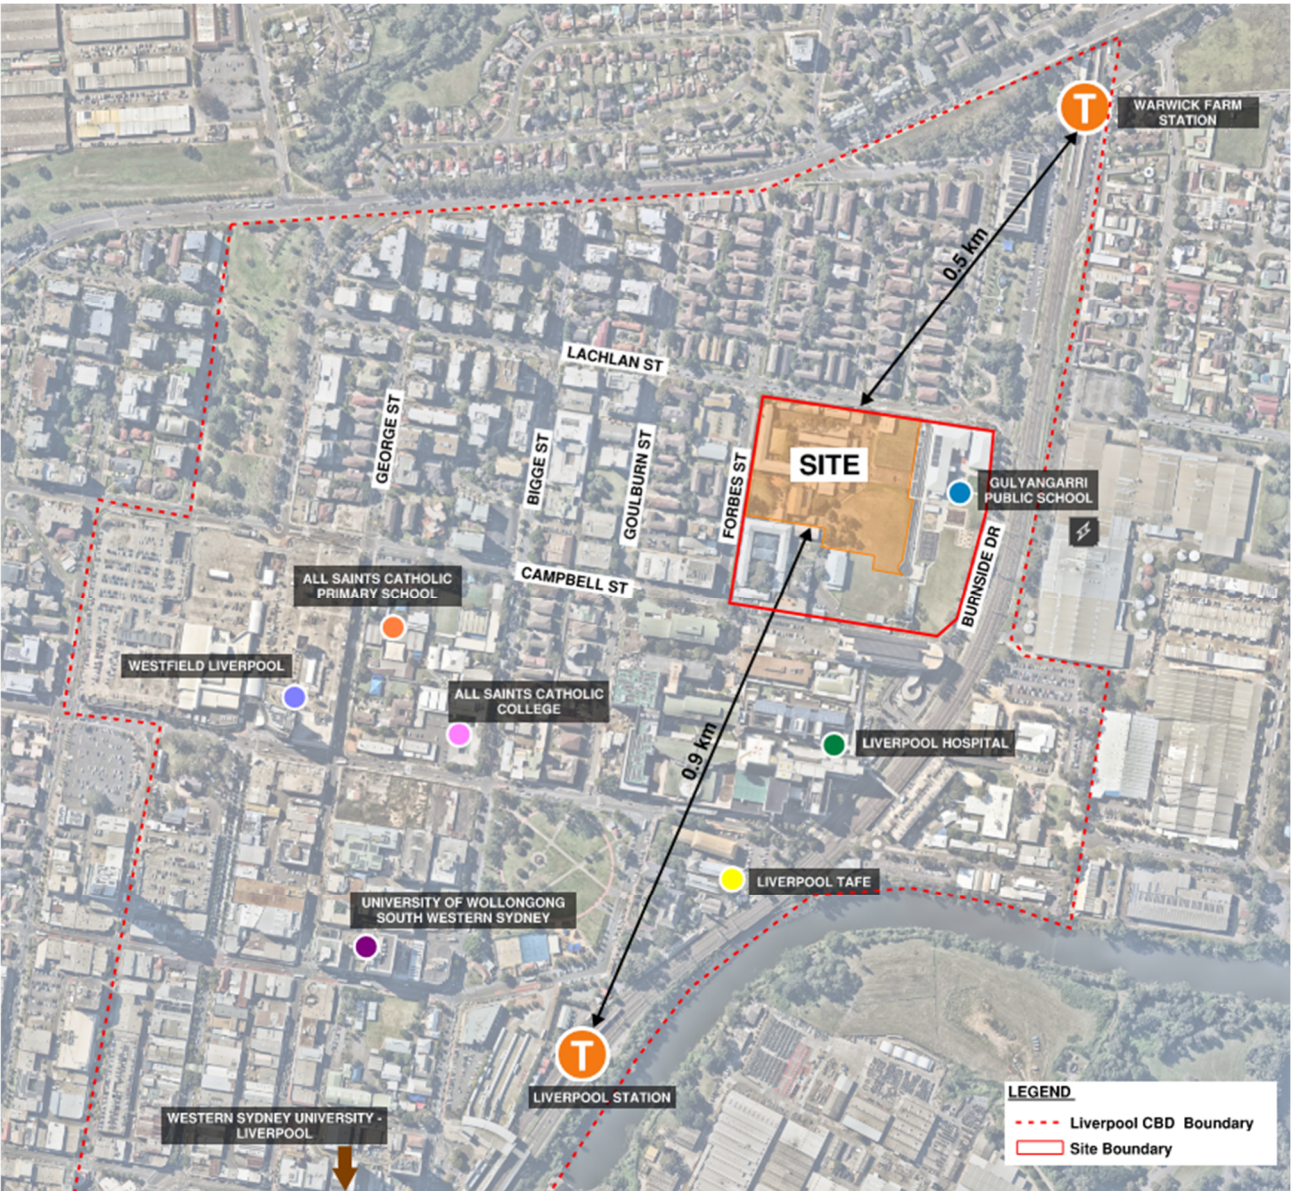 T
WARWICK FARM
STATION
0.5 km
LACHLAN ST
GEORGE ST
BIGGE ST
GOULBURN ST
FORBES ST
SITE
GULYANGARRI
PUBLIC SCHOOL
BURNSIDE DR
CAMPBELL ST
ALL SAINTS CATHOLIC
PRIMARY SCHOOL
WESTFIELD LIVERPOOL
ALL SAINTS CATHOLIC
COLLEGE
0.9 km
LIVERPOOL HOSPITAL
LIVERPOOL TAFE
UNIVERSITY OF WOLLONGONG
SOUTH WESTERN SYDNEY
T
LIVERPOOL STATION
WESTERN SYDNEY UNIVERSITY -
LIVERPOOL
LEGEND
Liverpool CBD Boundary
Site Boundary